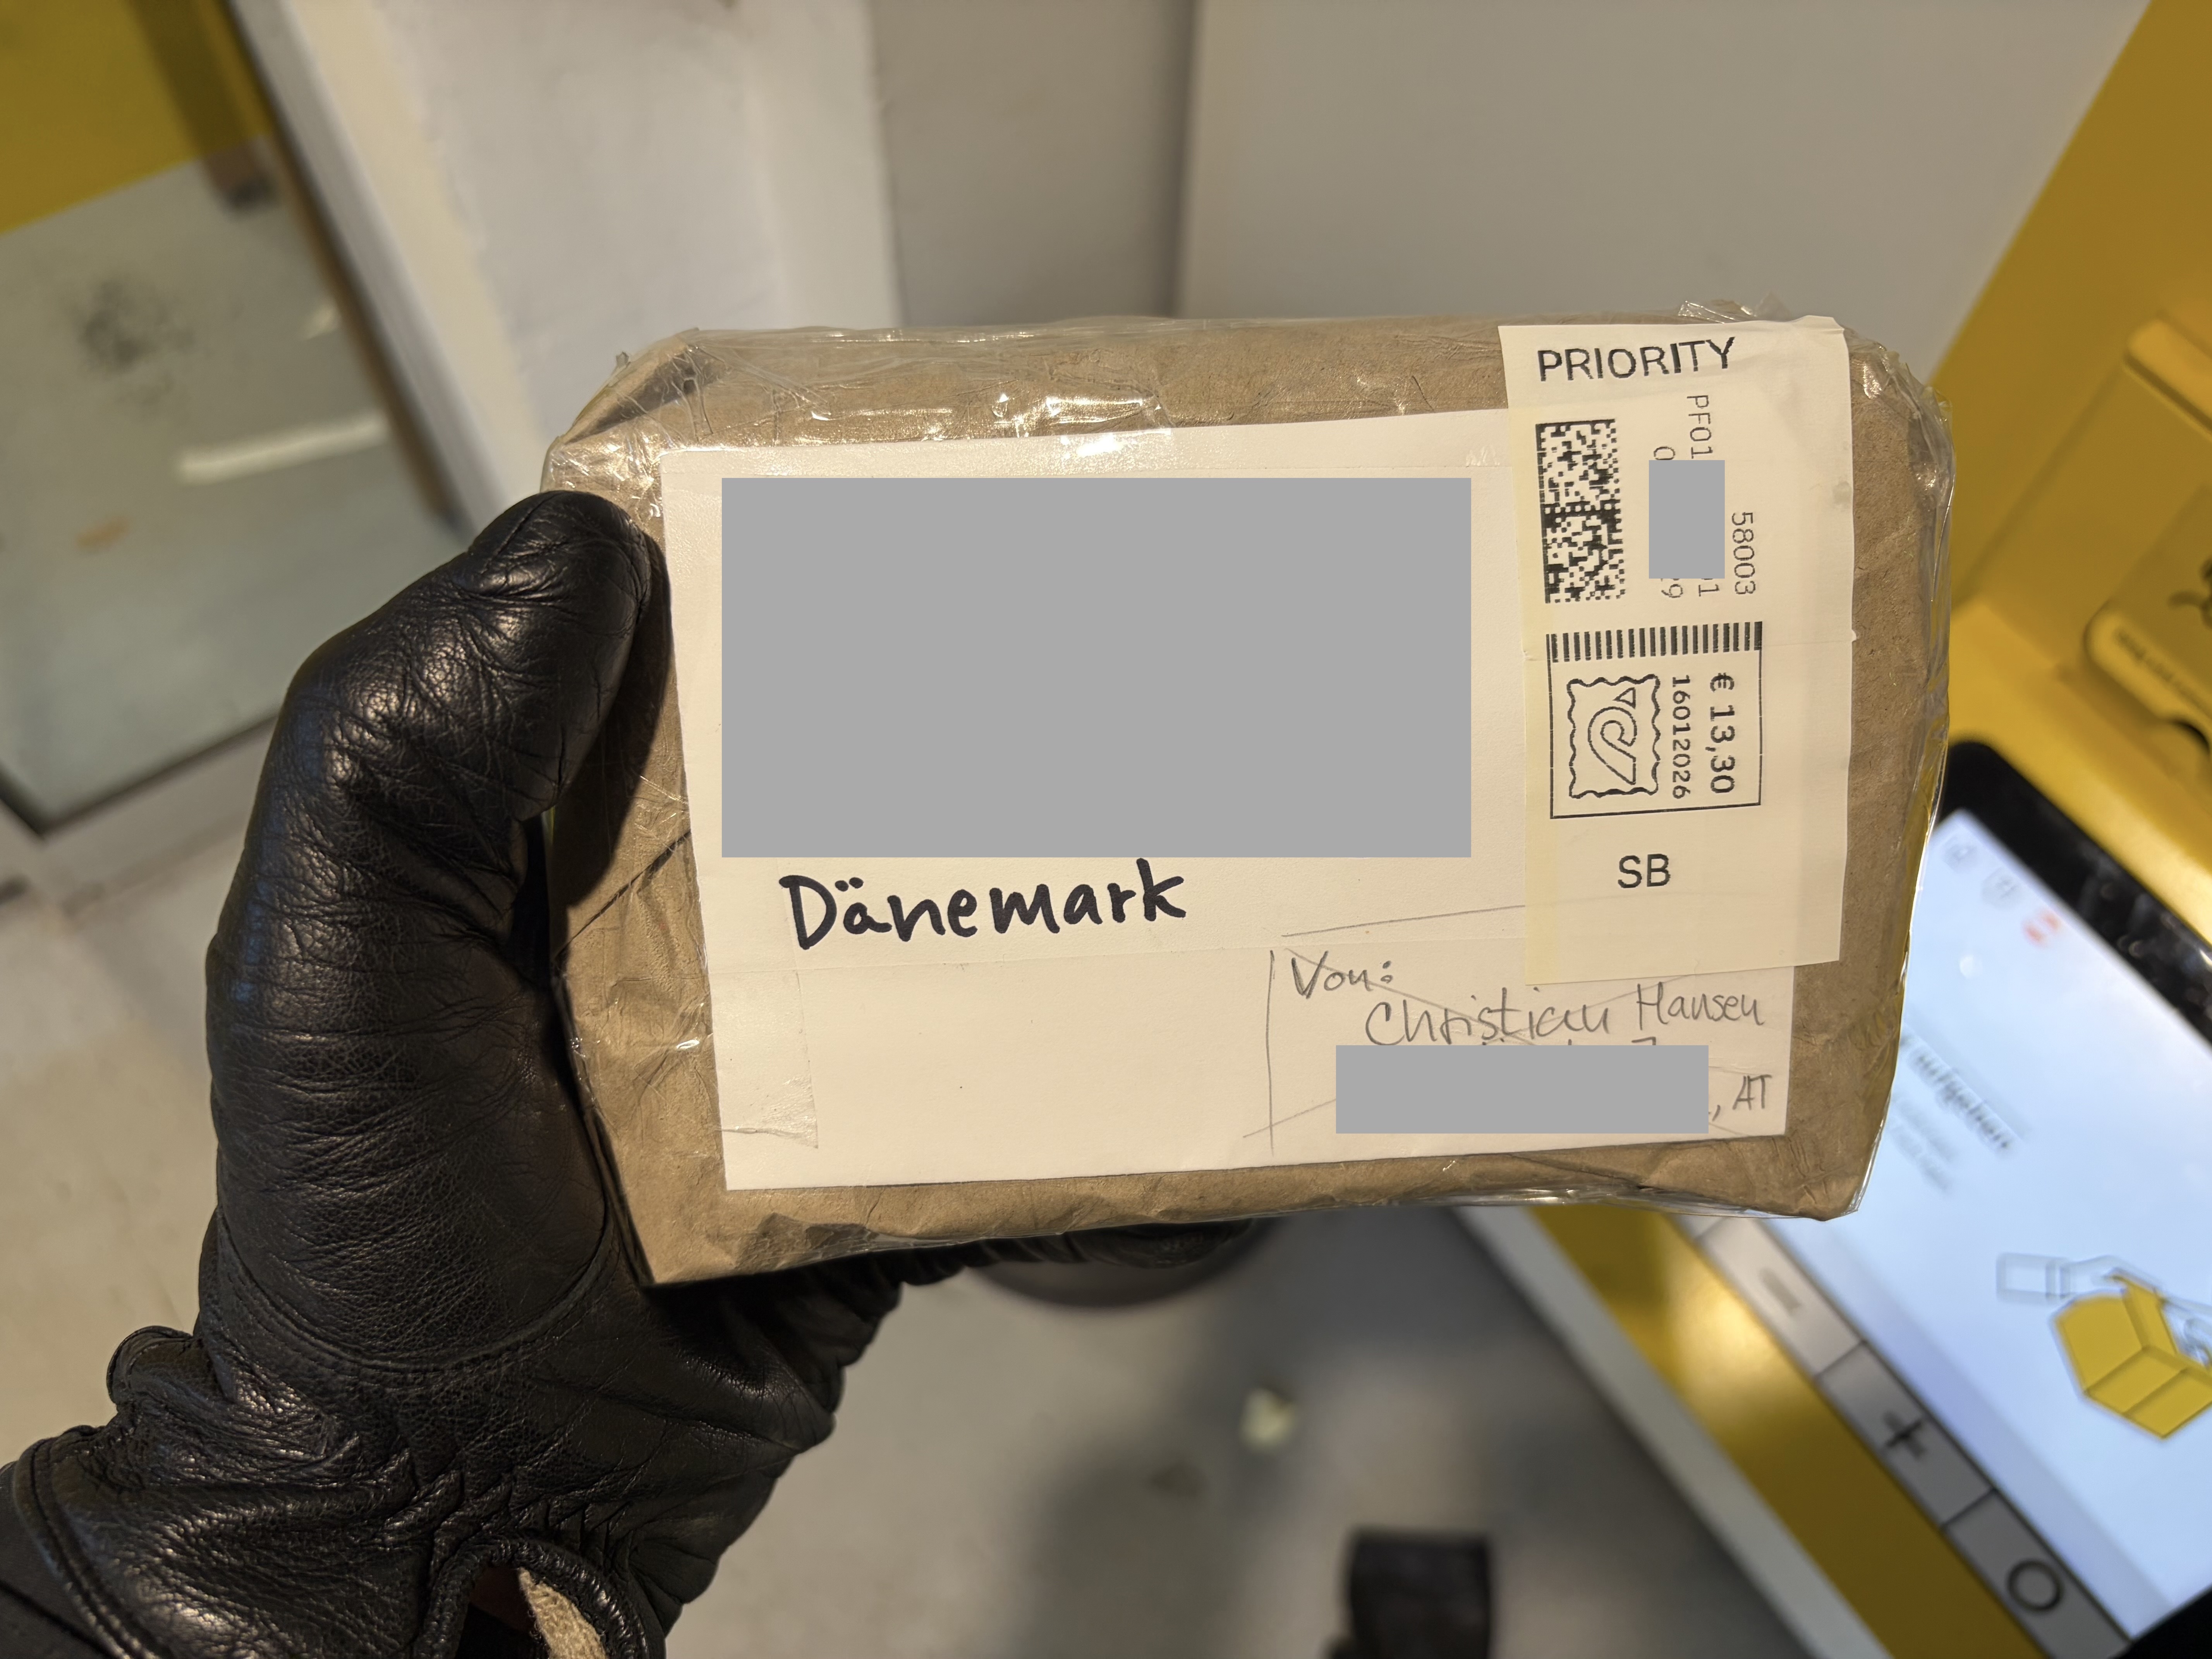 PRIORITY
PF01
58003
€ 13,30
16012026
SB
Dänemark
Von:
Christian Hansen
, AT